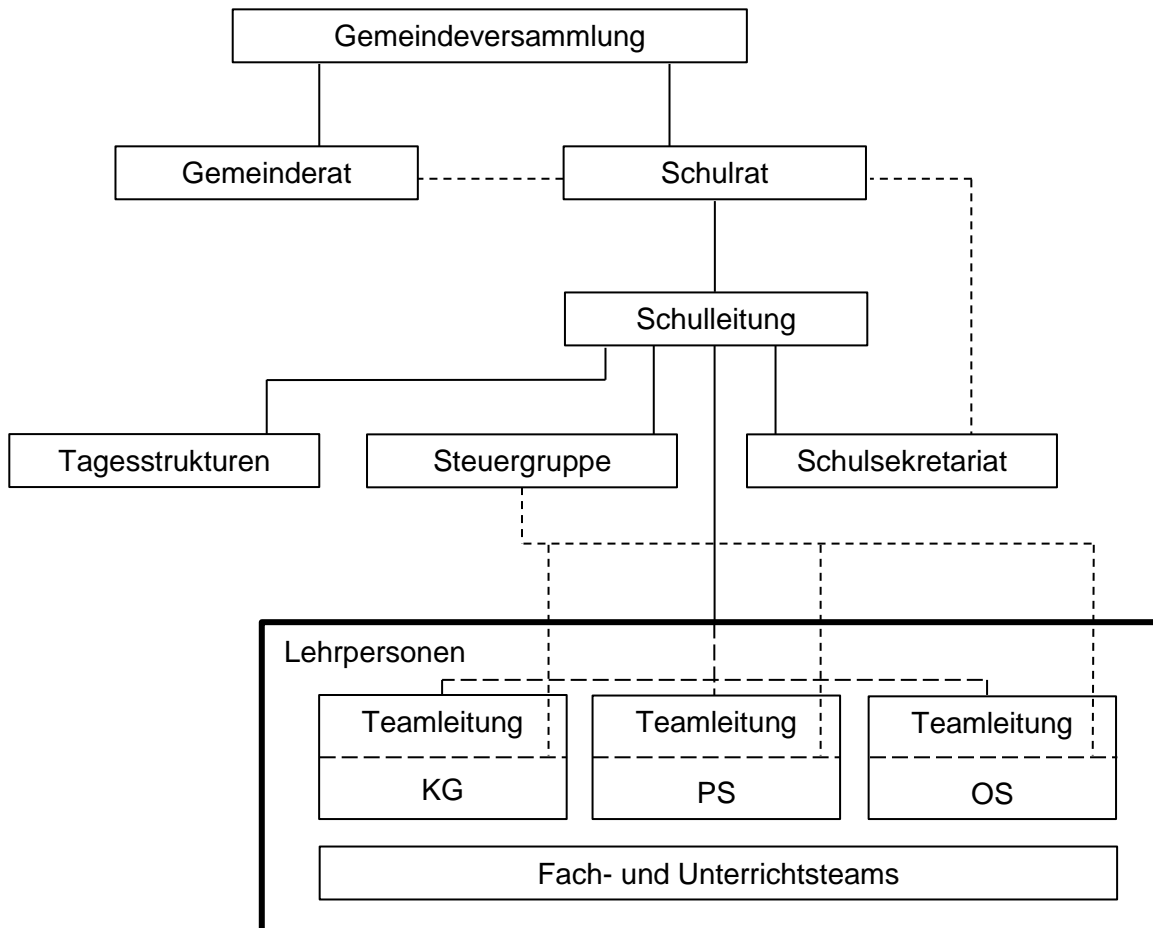 Gemeindeversammlung
Gemeinderat
Schulrat
Schulleitung
Tagesstrukturen
Steuergruppe
Schulsekretariat
Lehrpersonen
Teamleitung
Teamleitung
Teamleitung
KG
PS
OS
Fach- und Unterrichtsteams